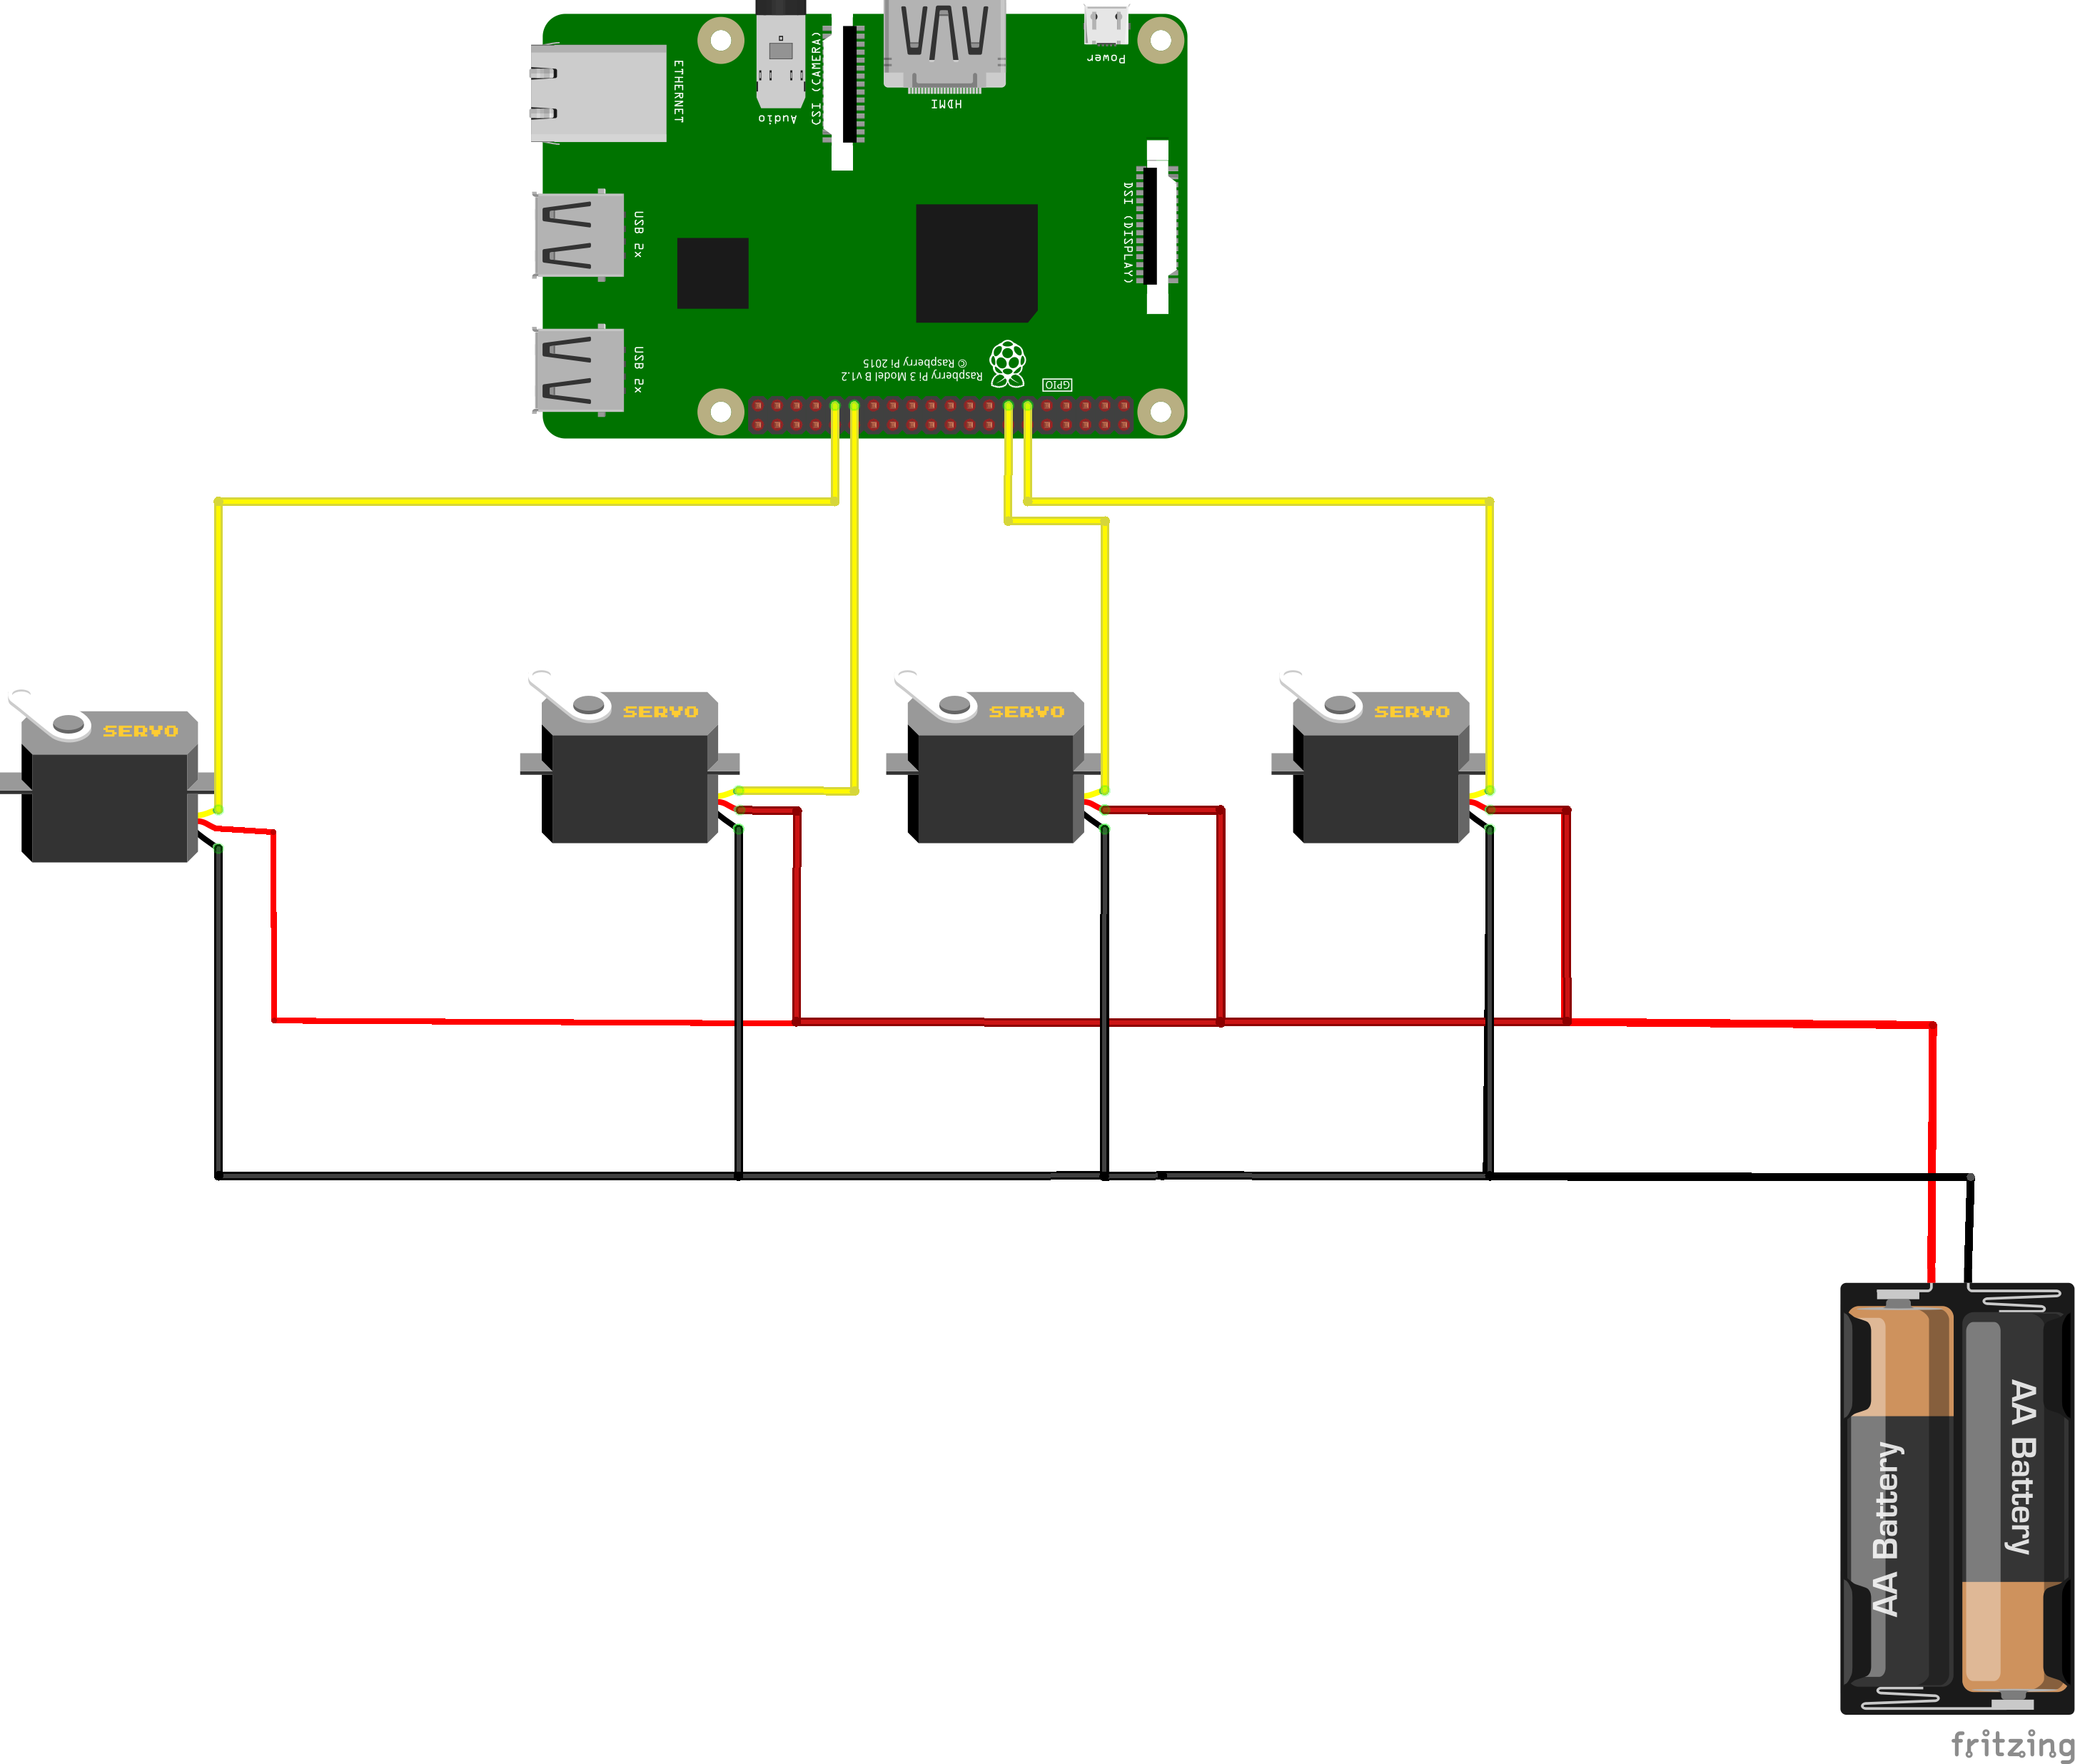 Power
HDMI
CSI (CAMERA)
Audio
ETHERNET
DSI (DISPLAY)
USB 2x
USB 2x
Raspberry Pi 3 Model B v1.2
© Raspberry Pi 2015
GPIO
SERVO
SERVO
SERVO
SERVO
AA Battery
AA Battery
fritzing